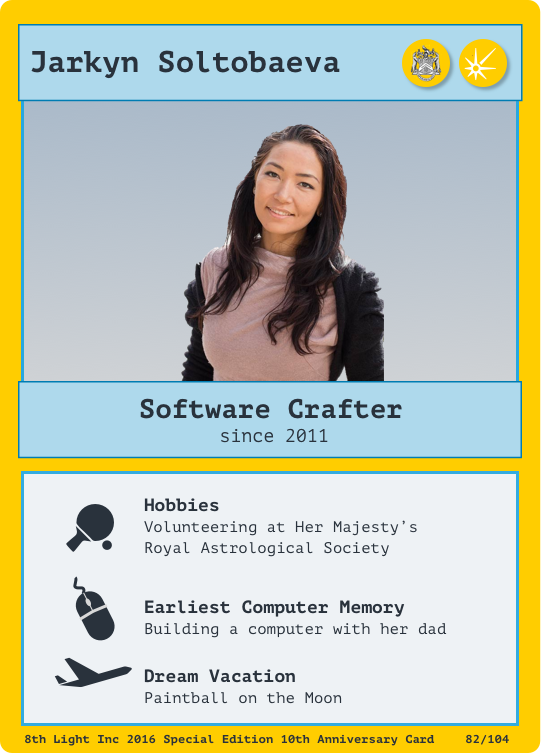 Jarkyn Soltobaeva
Software Crafter
since 2011
Hobbies
Volunteering at Her Majesty's
Royal Astrological Society
Earliest Computer Memory
Building a computer with her dad
Dream Vacation
Paintball on the Moon
8th Light Inc 2016 Special Edition 10th Anniversary Card 82/104